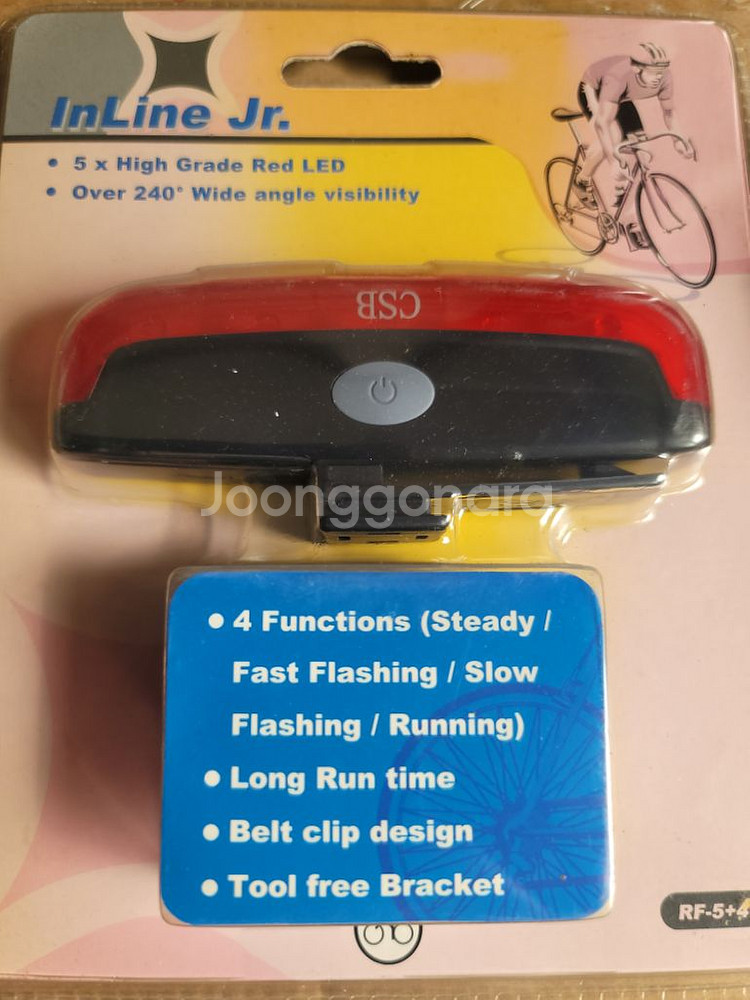 InLine Jr.
• 5 x High Grade Red LED
• Over 240° Wide angle visibility
CSB
Joonggonara
• 4 Functions (Steady /
Fast Flashing / Slow
Flashing / Running)
• Long Run time
• Belt clip design
• Tool free Bracket
RF-5+4